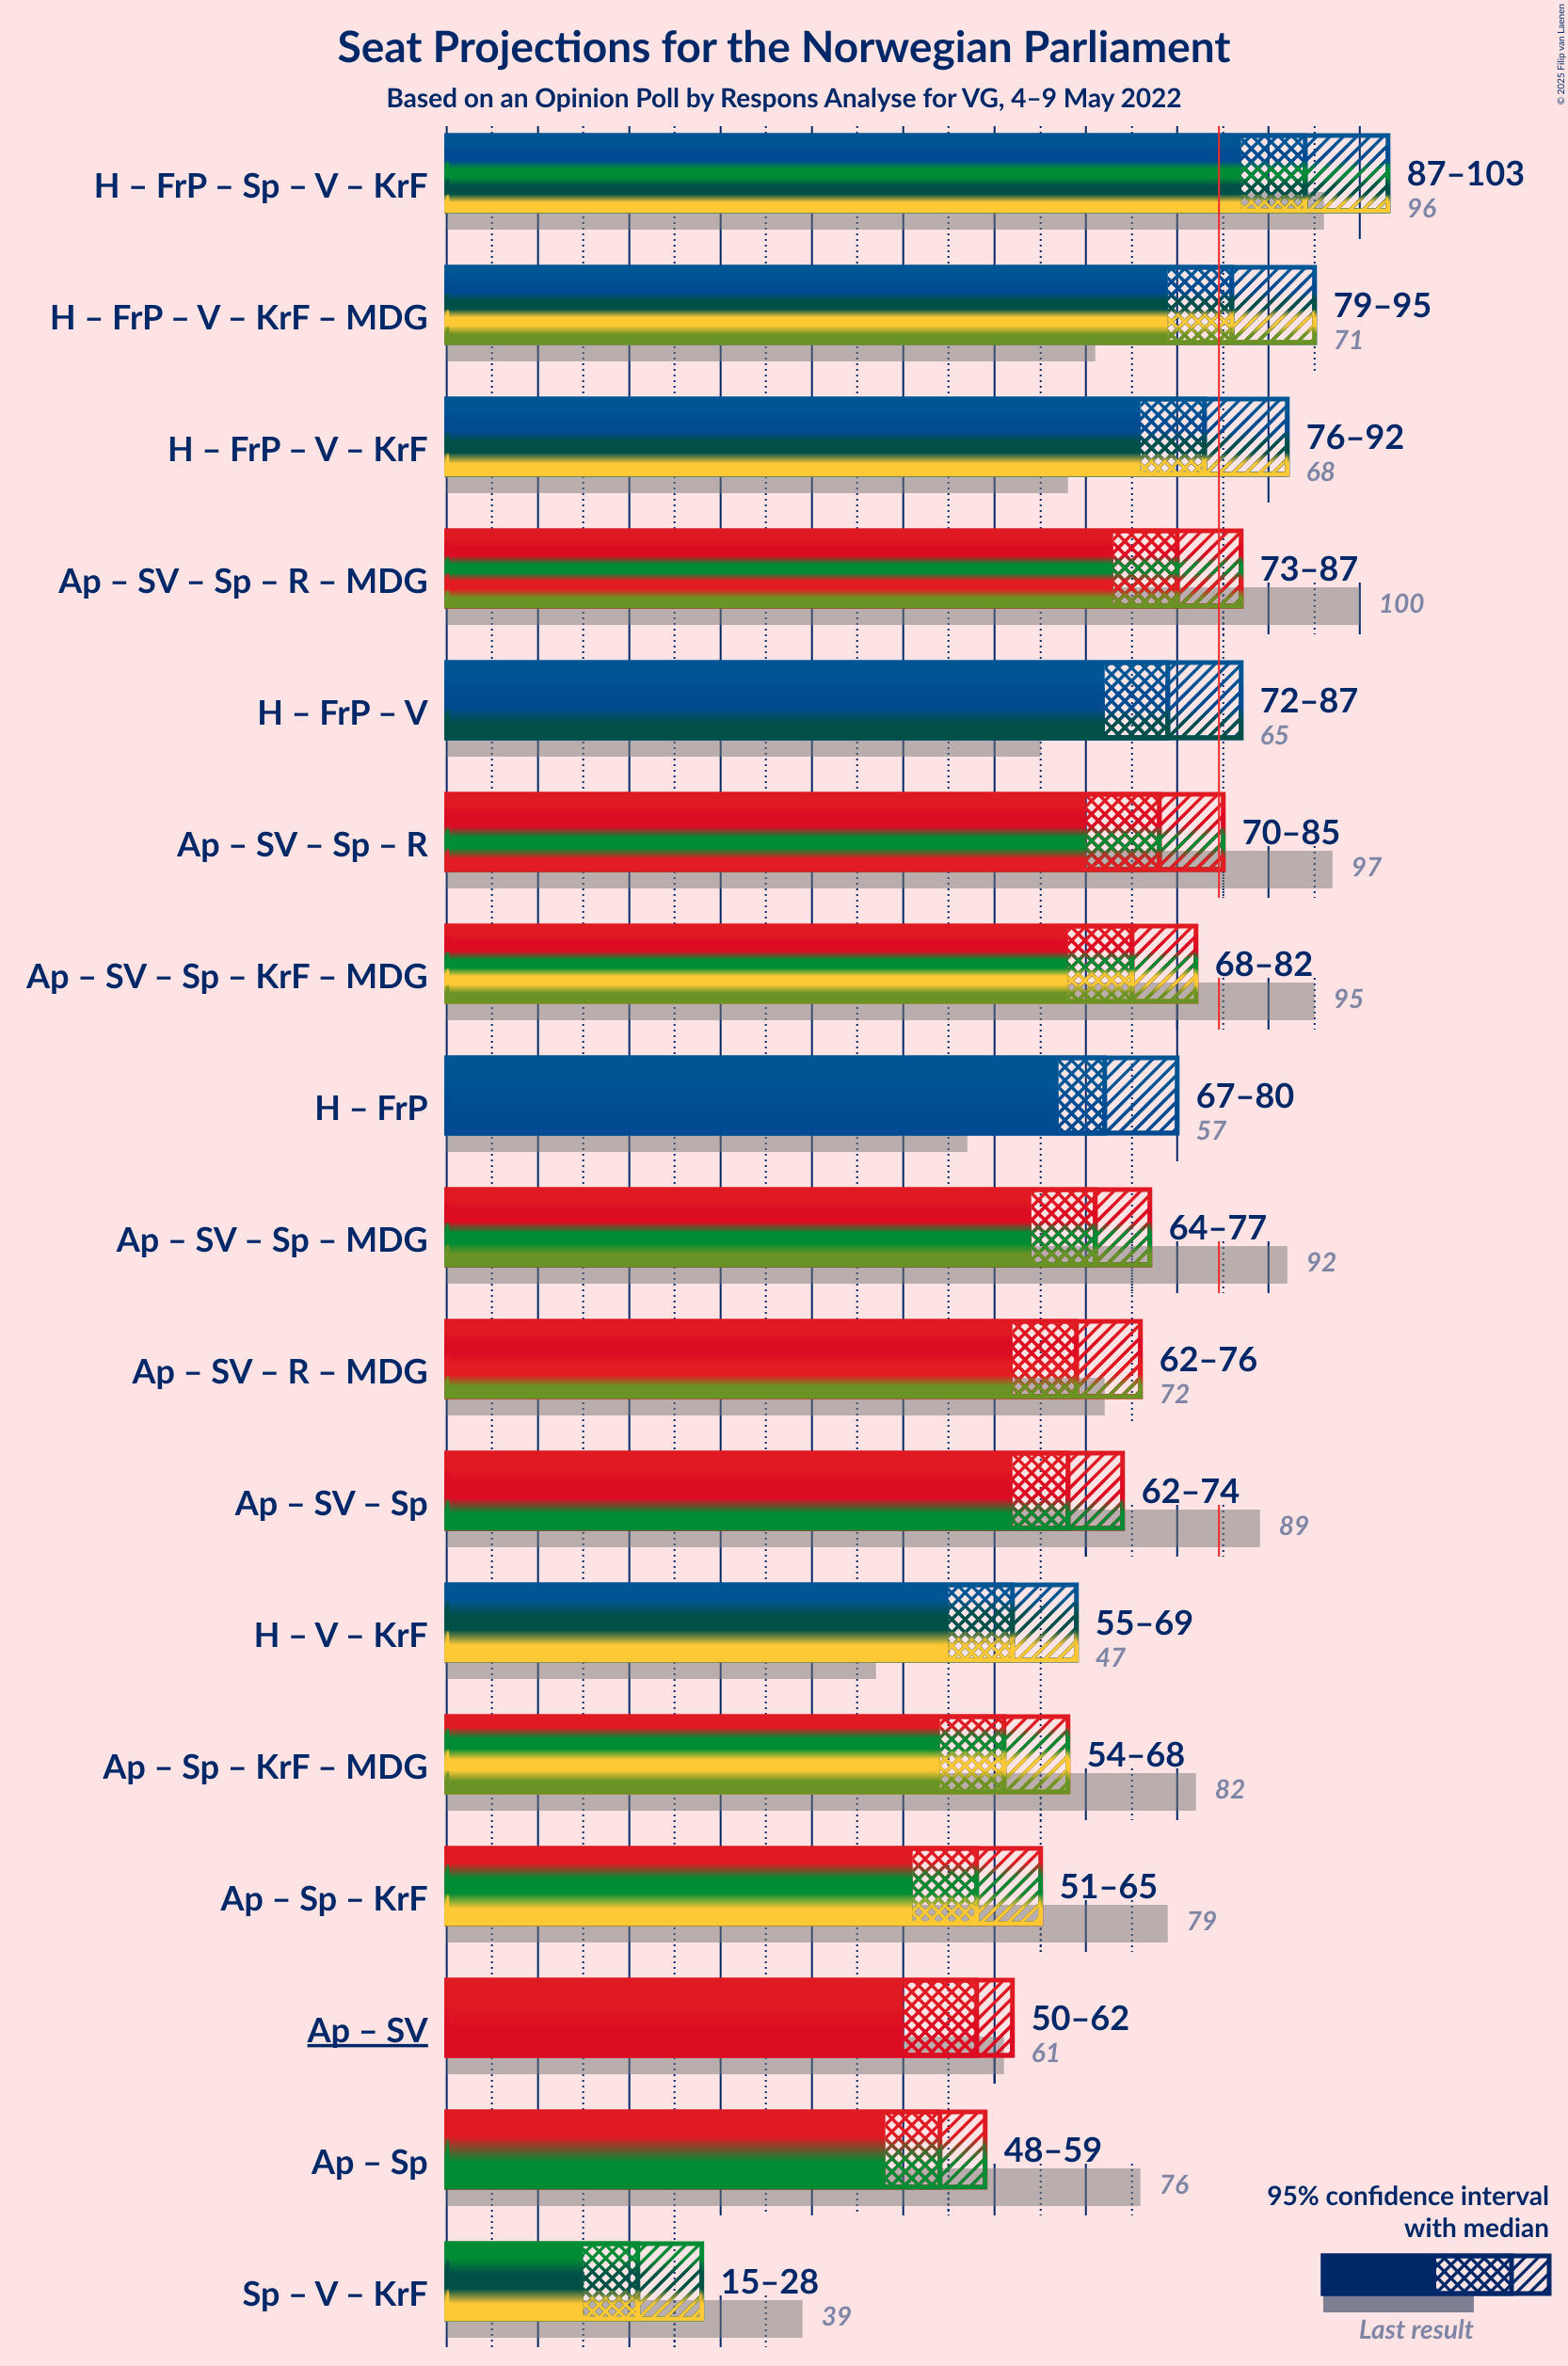 © 2025 Filip van Laenen
Seat Projections for the Norwegian Parliament
Based on an Opinion Poll by Respons Analyse for VG, 4–9 May 2022
H – FrP – Sp – V – KrF
87–103
96
H – FrP – V – KrF – MDG
79–95
71
H – FrP – V – KrF
76–92
68
Ap – SV – Sp – R – MDG
73–87
100
H – FrP – V
72–87
65
Ap – SV – Sp – R
70–85
97
Ap – SV – Sp – KrF – MDG
68–82
95
H – FrP
67–80
57
Ap – SV – Sp – MDG
64–77
92
Ap – SV – R – MDG
62–76
72
Ap – SV – Sp
62–74
89
H – V – KrF
55–69
47
Ap – Sp – KrF – MDG
54–68
82
Ap – Sp – KrF
51–65
79
Ap – SV
50–62
61
Ap – Sp
48–59
76
Sp – V – KrF
15–28
39
95% confidence interval
with median
Last result